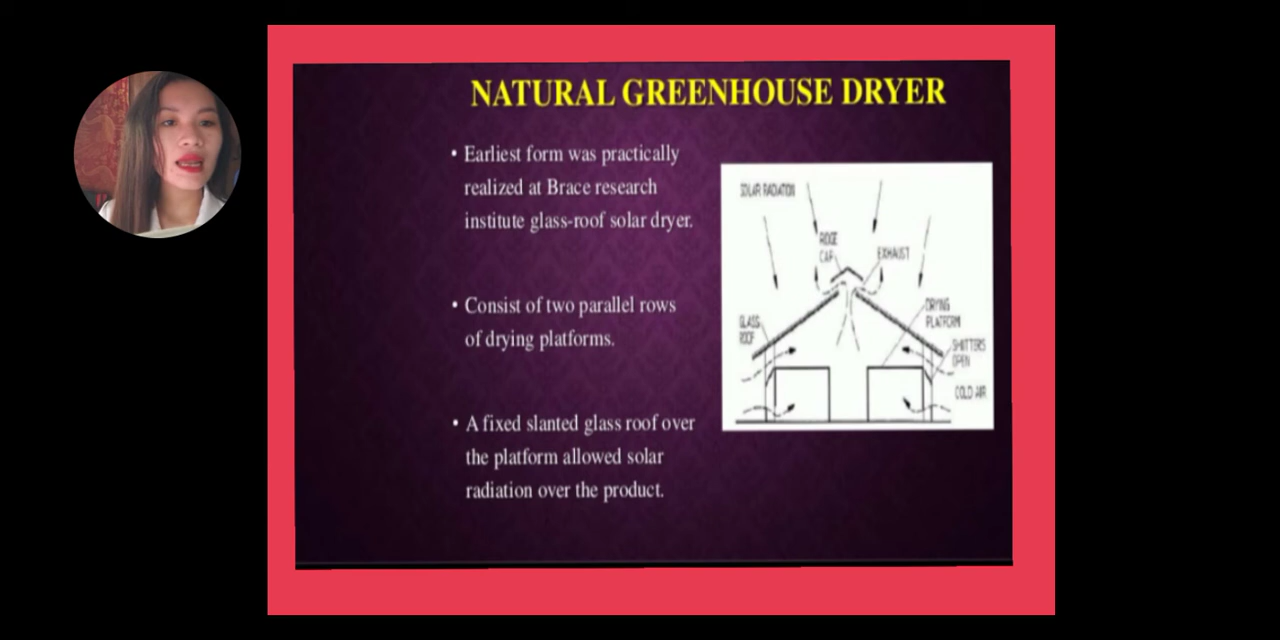 NATURAL GREENHOUSE DRYER
• Earliest form was practically
realized at Brace research
institute glass-roof solar dryer.
• Consist of two parallel rows
of drying platforms.
• A fixed slanted glass roof over
the platform allowed solar
radiation over the product.
SOLAR RADIATION
RIDGE
CAP
EXHAUST
DRYING
PLATFORM
GLASS
ROOF
SHUTTERS
OPEN
COLD AIR